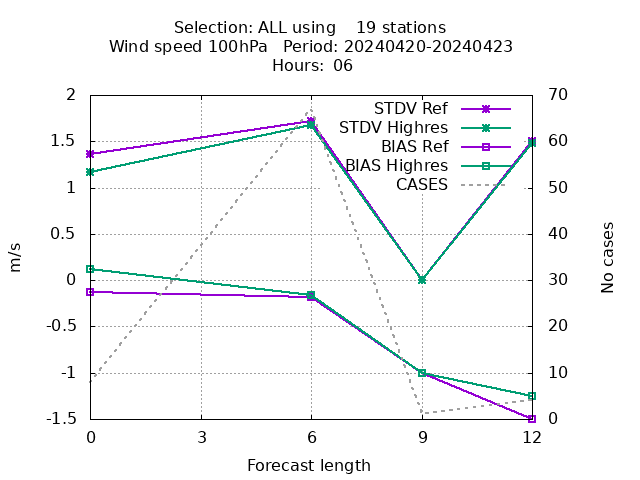 Selection: ALL using    19 stations
Wind speed 100hPa   Period: 20240420-20240423
Hours:  06
2
1.5
1
0.5
0
-0.5
-1
-1.5
m/s
70
60
50
40
30
20
10
0
No cases
STDV Ref
STDV Highres
BIAS Ref
BIAS Highres
CASES
0 3 6 9 12
Forecast length